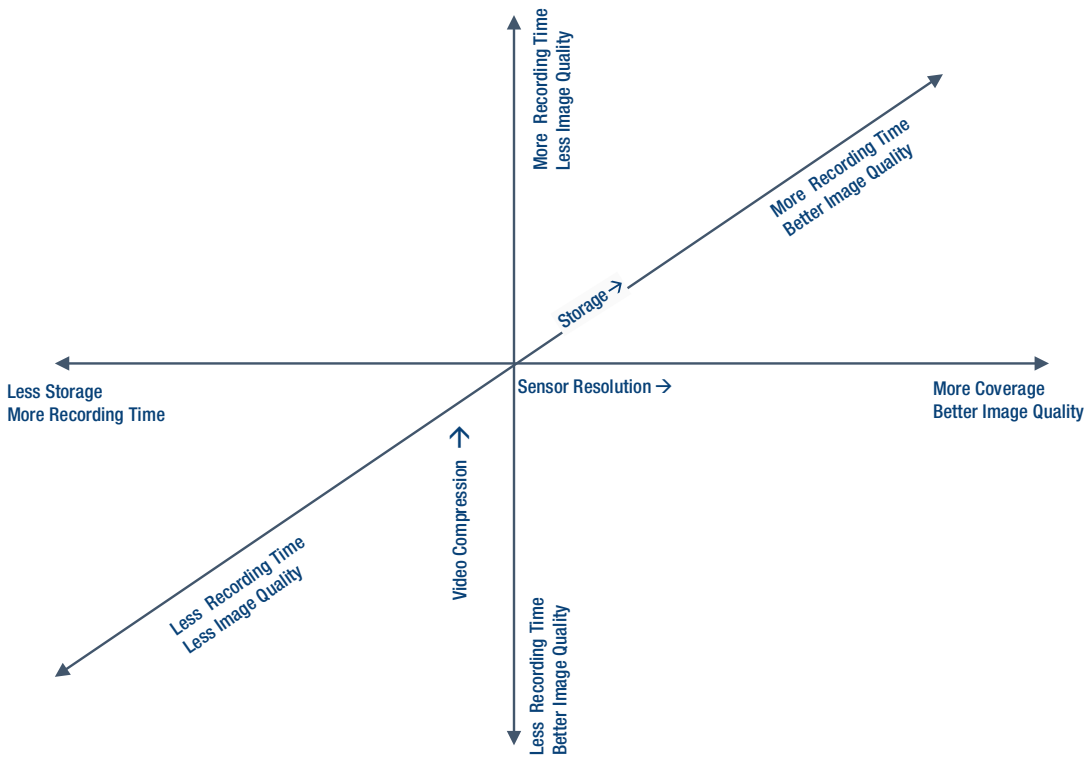 More Recording Time
Less Image Quality
More Recording Time
Better Image Quality
Storage →
Sensor Resolution →
Less Storage
More Recording Time
More Coverage
Better Image Quality
Video Compression →
Less Recording Time
Less Image Quality
Less Recording Time
Better Image Quality